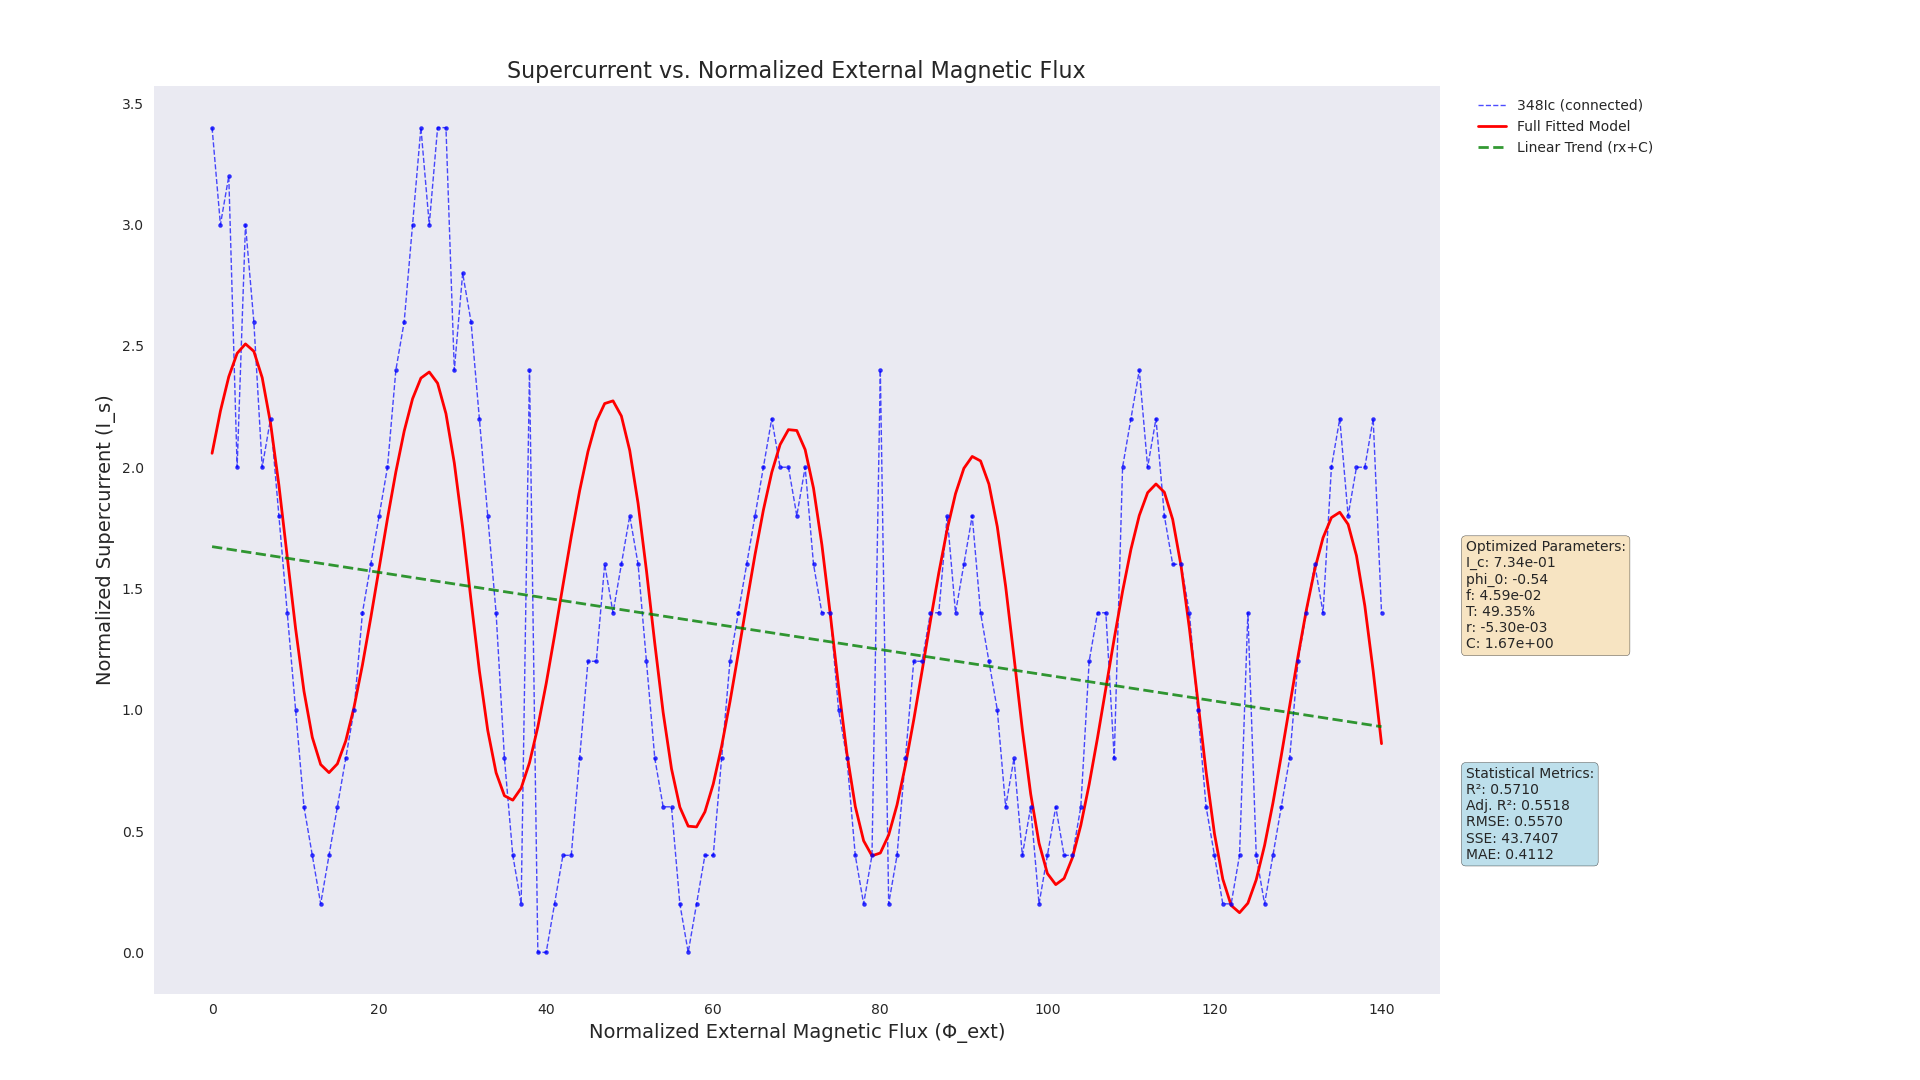 Supercurrent vs. Normalized External Magnetic Flux
3.5
3.0
2.5
2.0
1.5
1.0
0.5
0.0
Normalized Supercurrent (I_s)
0 20 40 60 80 100 120 140
Normalized External Magnetic Flux (Φ_ext)
348Ic (connected)
Full Fitted Model
Linear Trend (rx+C)
Optimized Parameters:
I_c: 7.34e-01
phi_0: -0.54
f: 4.59e-02
T: 49.35%
r: -5.30e-03
C: 1.67e+00
Statistical Metrics:
R²: 0.5710
Adj. R²: 0.5518
RMSE: 0.5570
SSE: 43.7407
MAE: 0.4112